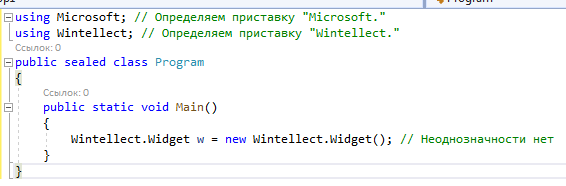 Program
using Microsoft; // Определяем приставку "Microsoft."
using Wintellect; // Определяем приставку "Wintellect."
Ссылок: 0
public sealed class Program
{
Ссылок: 0
public static void Main()
{
Wintellect.Widget w = new Wintellect.Widget(); // Неоднозначности нет
}
}